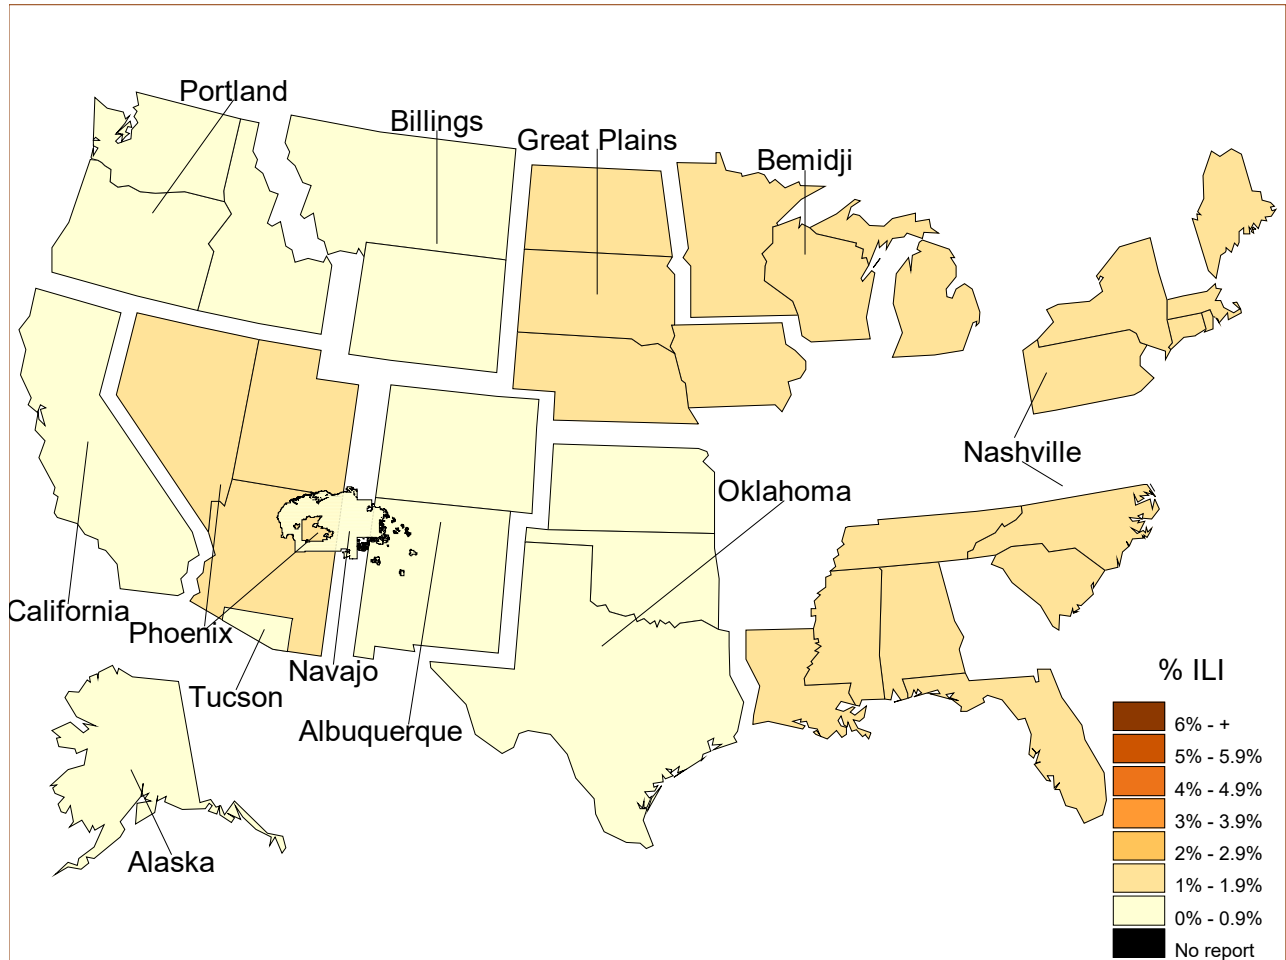 Portland
Billings
Great Plains
Bemidji
Nashville
Oklahoma
California
Phoenix
Navajo
Tucson
Albuquerque
Alaska
% ILI
6% - +
5% - 5.9%
4% - 4.9%
3% - 3.9%
2% - 2.9%
1% - 1.9%
0% - 0.9%
No report